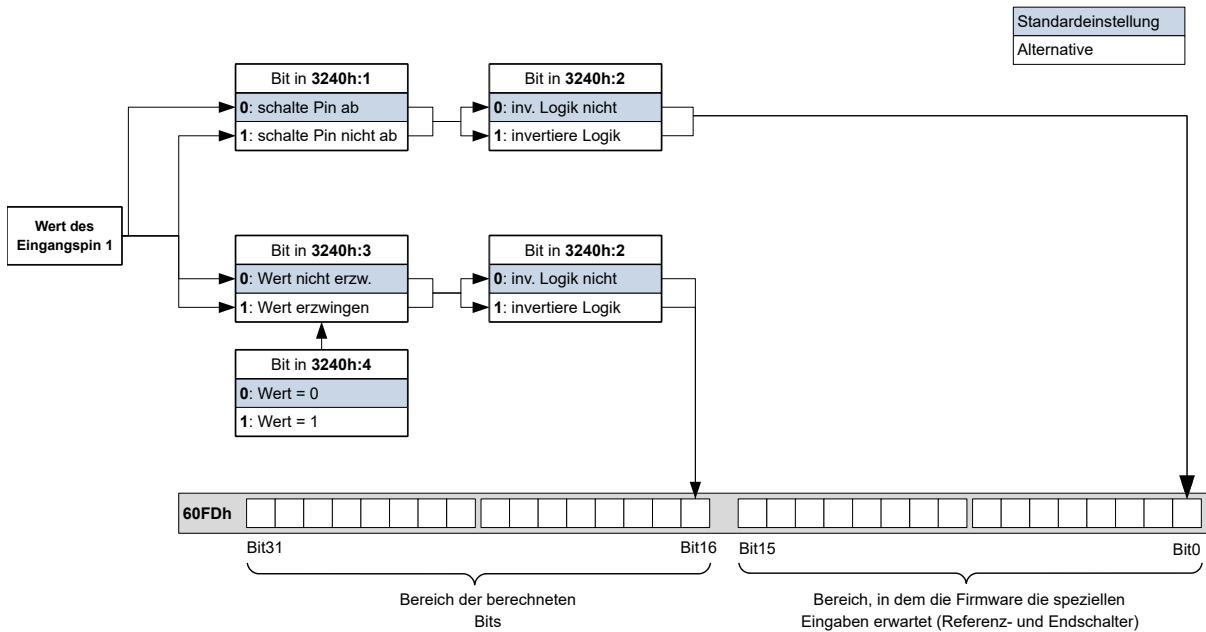 Standardeinstellung
Alternative
Bit in 3240h:1
0: schalte Pin ab
1: schalte Pin nicht ab
Bit in 3240h:2
0: inv. Logik nicht
1: invertiere Logik
Wert des
Eingangspin 1
Bit in 3240h:3
0: Wert nicht erzw.
1: Wert erzwingen
Bit in 3240h:2
0: inv. Logik nicht
1: invertiere Logik
Bit in 3240h:4
0: Wert = 0
1: Wert = 1
60FDh
Bit31
Bit16
Bit15
Bit0
Bereich der berechneten
Bits
Bereich, in dem die Firmware die speziellen
Eingaben erwartet (Referenz- und Endschalter)